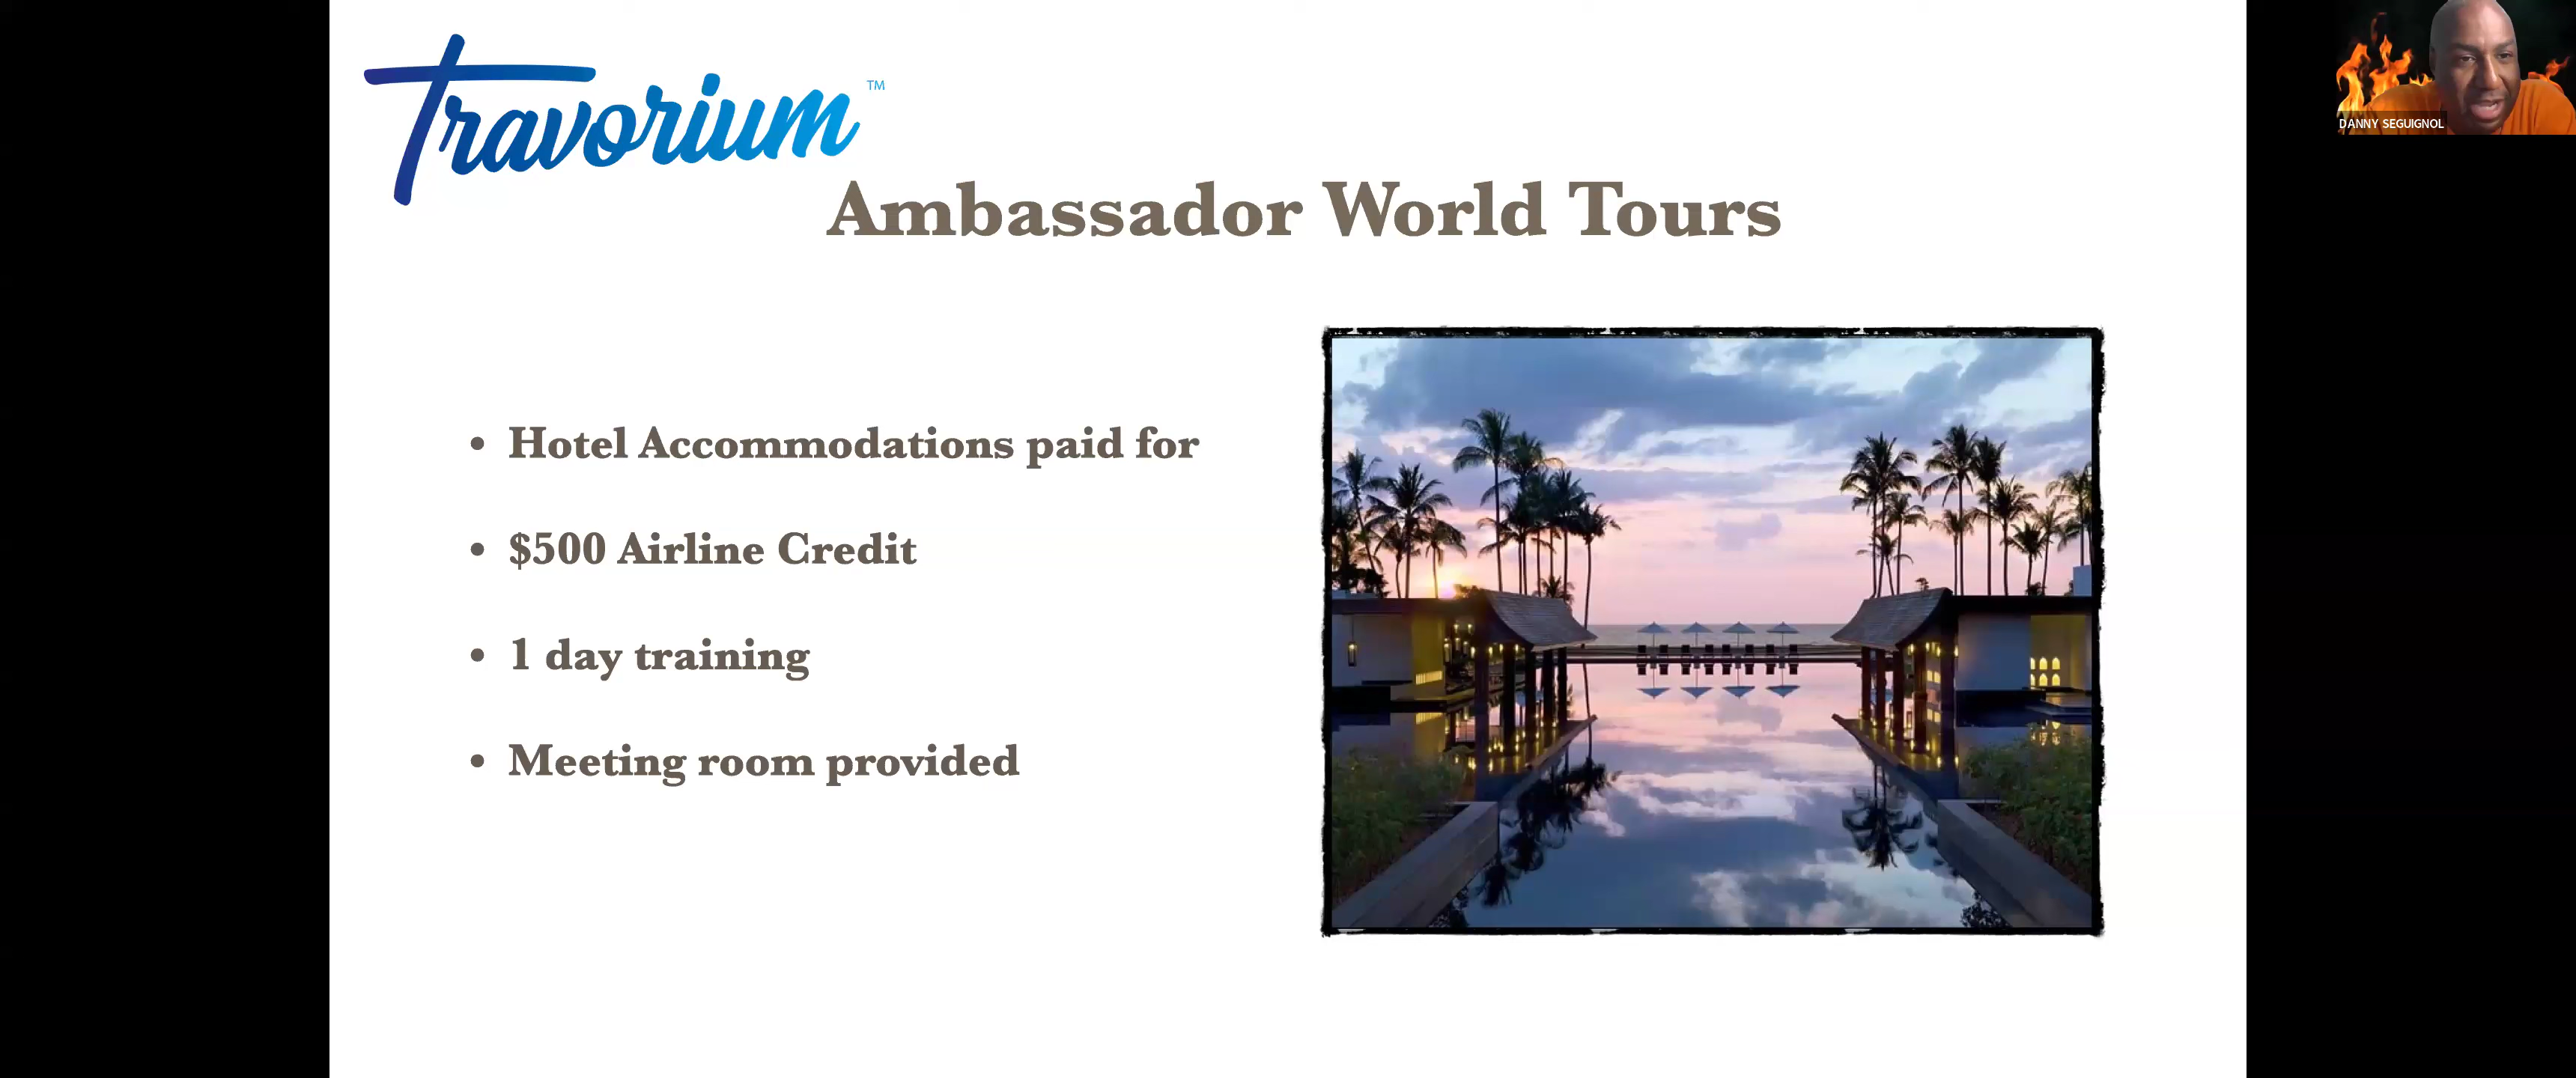 Travorium™
DANNY SEGUIGNOL
Ambassador World Tours
• Hotel Accommodations paid for
• $500 Airline Credit
• 1 day training
• Meeting room provided